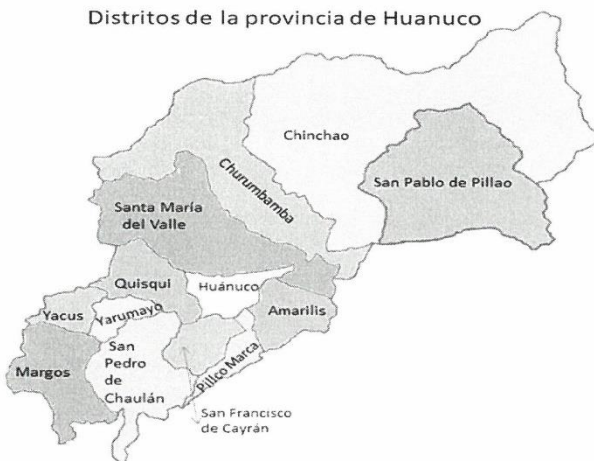 Distritos de la provincia de Huanuco
Chinchao
San Pablo de Pillao
Churumbamba
Santa María
del Valle
Quisqui
Huánuco
Amarilis
Yacus
Yarumayo
San
Pedro
de
Chaulán
Margos
Pillco Marca
San Francisco
de Cayrán